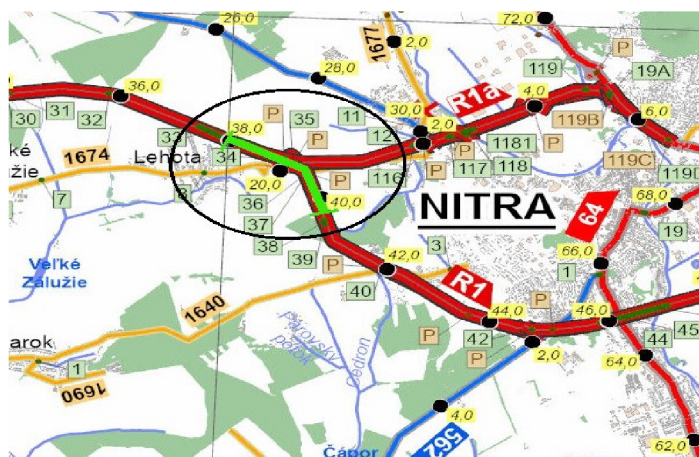 26,0
72,0
1677
2,0
P
119
19A
28,0
36,0
R1a
4,0
31
30
32
P
35
11
30,0
119B
6,0
33
38,0
P
12
2,0
1181
34
119C
1674
Lehota
116
117
118
119D
20,0
P
7
36
40,0
NITRA
64
68,0
37
19
38
39
3
66,0
Veľké
Zálužie
P
42,0
1
40
R1
1640
44,0
P
46,0
45
P
42
arok
Cedron
P
2,0
44
64,0
1
1690
4,0
562
Čápor
62,0